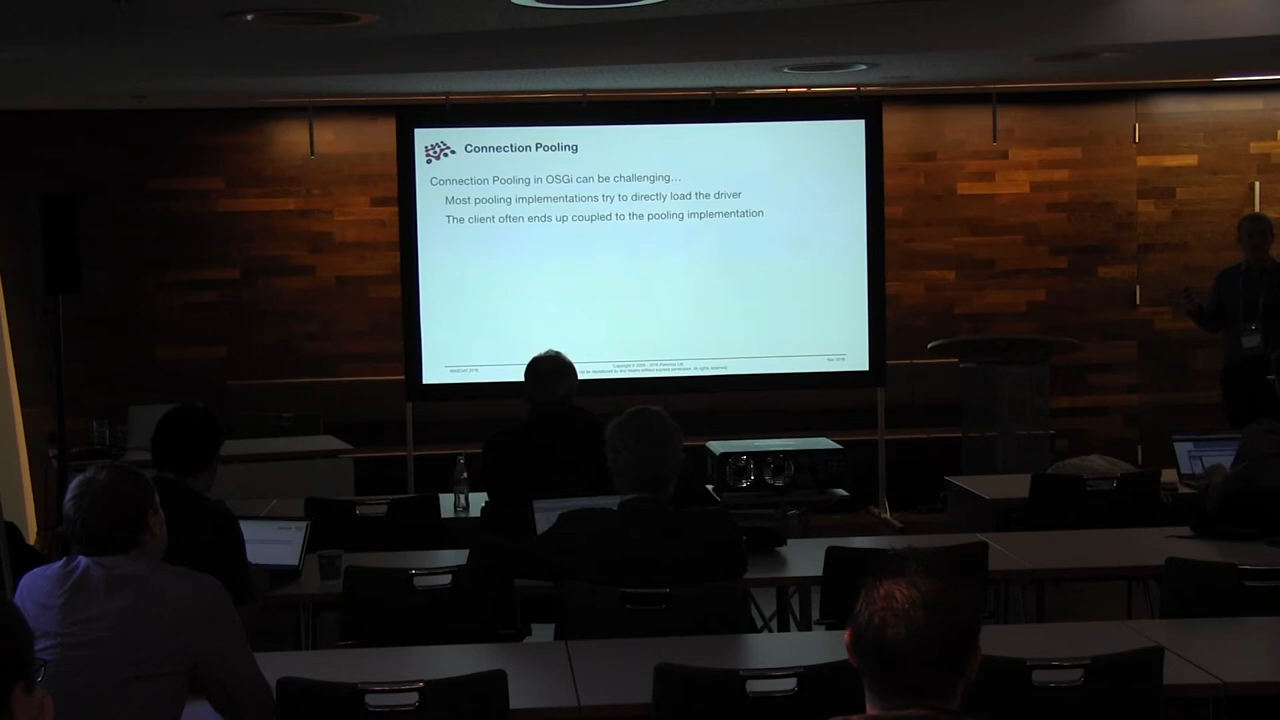 Connection Pooling
Connection Pooling in OSGi can be challenging…
Most pooling implementations try to directly load the driver
The client often ends up coupled to the pooling implementation